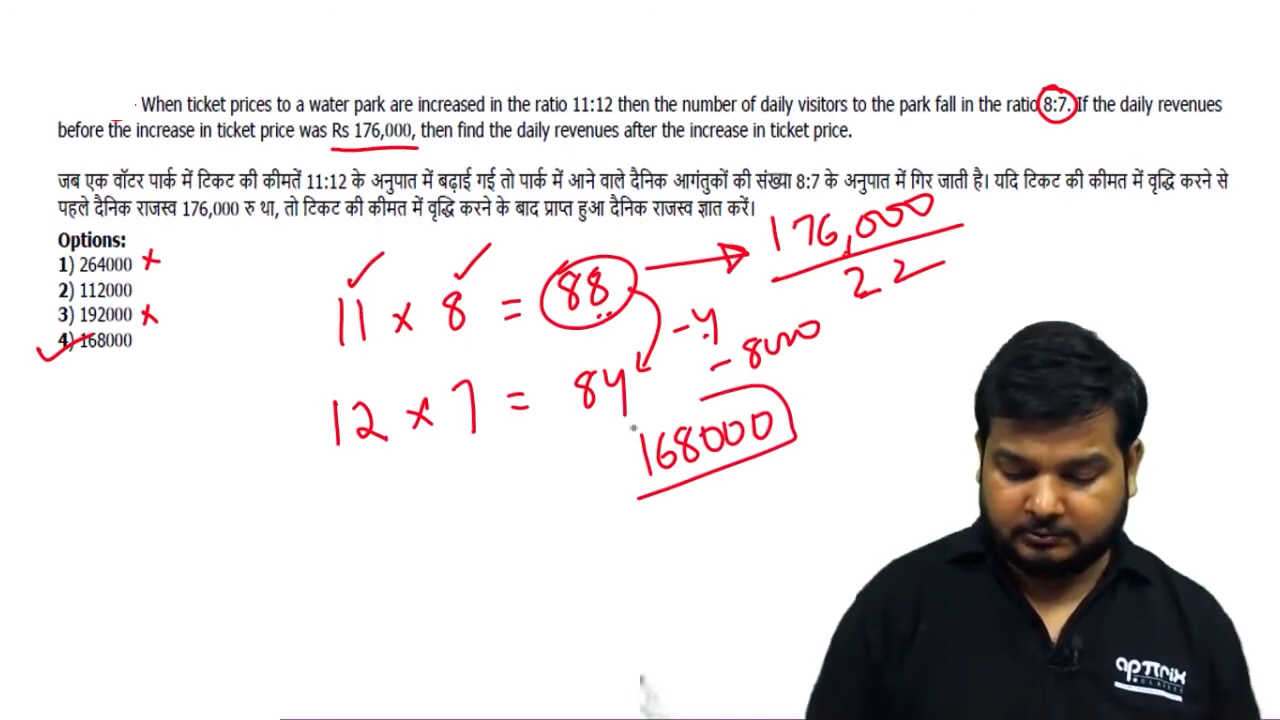 When ticket prices to a water park are increased in the ratio 11:12 then the number of daily visitors to the park fall in the ratio 8:7. If the daily revenues
before the increase in ticket price was Rs 176,000, then find the daily revenues after the increase in ticket price.
जब एक वॉटर पार्क में टिकट की कीमतें 11:12 के अनुपात में बढ़ाई गई तो पार्क में आने वाले दैनिक आगंतुकों की संख्या 8:7 के अनुपात में गिर जाती है। यदि टिकट की कीमत में वृद्धि करने से
पहले दैनिक राजस्व 176,000 रु था, तो टिकट की कीमत में वृद्धि करने के बाद प्राप्त हुआ दैनिक राजस्व ज्ञात करें।
Options:
1) 264000
2) 112000
3) 192000
4) 168000
11 × 8 = 88
176,000
22
-4
-8000
12 × 7 = 84
168000
apttrix